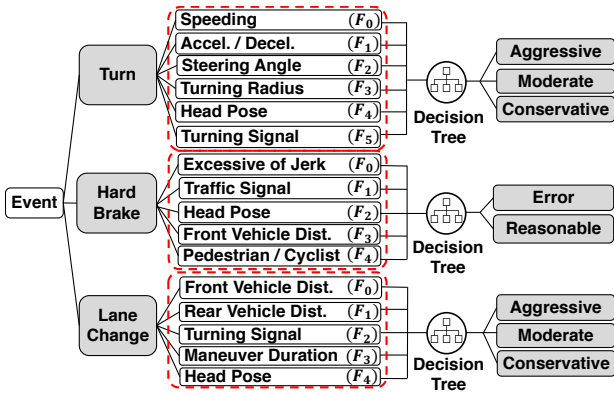 Event
Turn
Speeding (F0)
Accel. / Decel. (F1)
Steering Angle (F2)
Turning Radius (F3)
Head Pose (F4)
Turning Signal (F5)
Decision
Tree
Aggressive
Moderate
Conservative
Hard
Brake
Excessive of Jerk (F0)
Traffic Signal (F1)
Head Pose (F2)
Front Vehicle Dist. (F3)
Pedestrian / Cyclist (F4)
Decision
Tree
Error
Reasonable
Lane
Change
Front Vehicle Dist. (F0)
Rear Vehicle Dist. (F1)
Turning Signal (F2)
Maneuver Duration (F3)
Head Pose (F4)
Decision
Tree
Aggressive
Moderate
Conservative